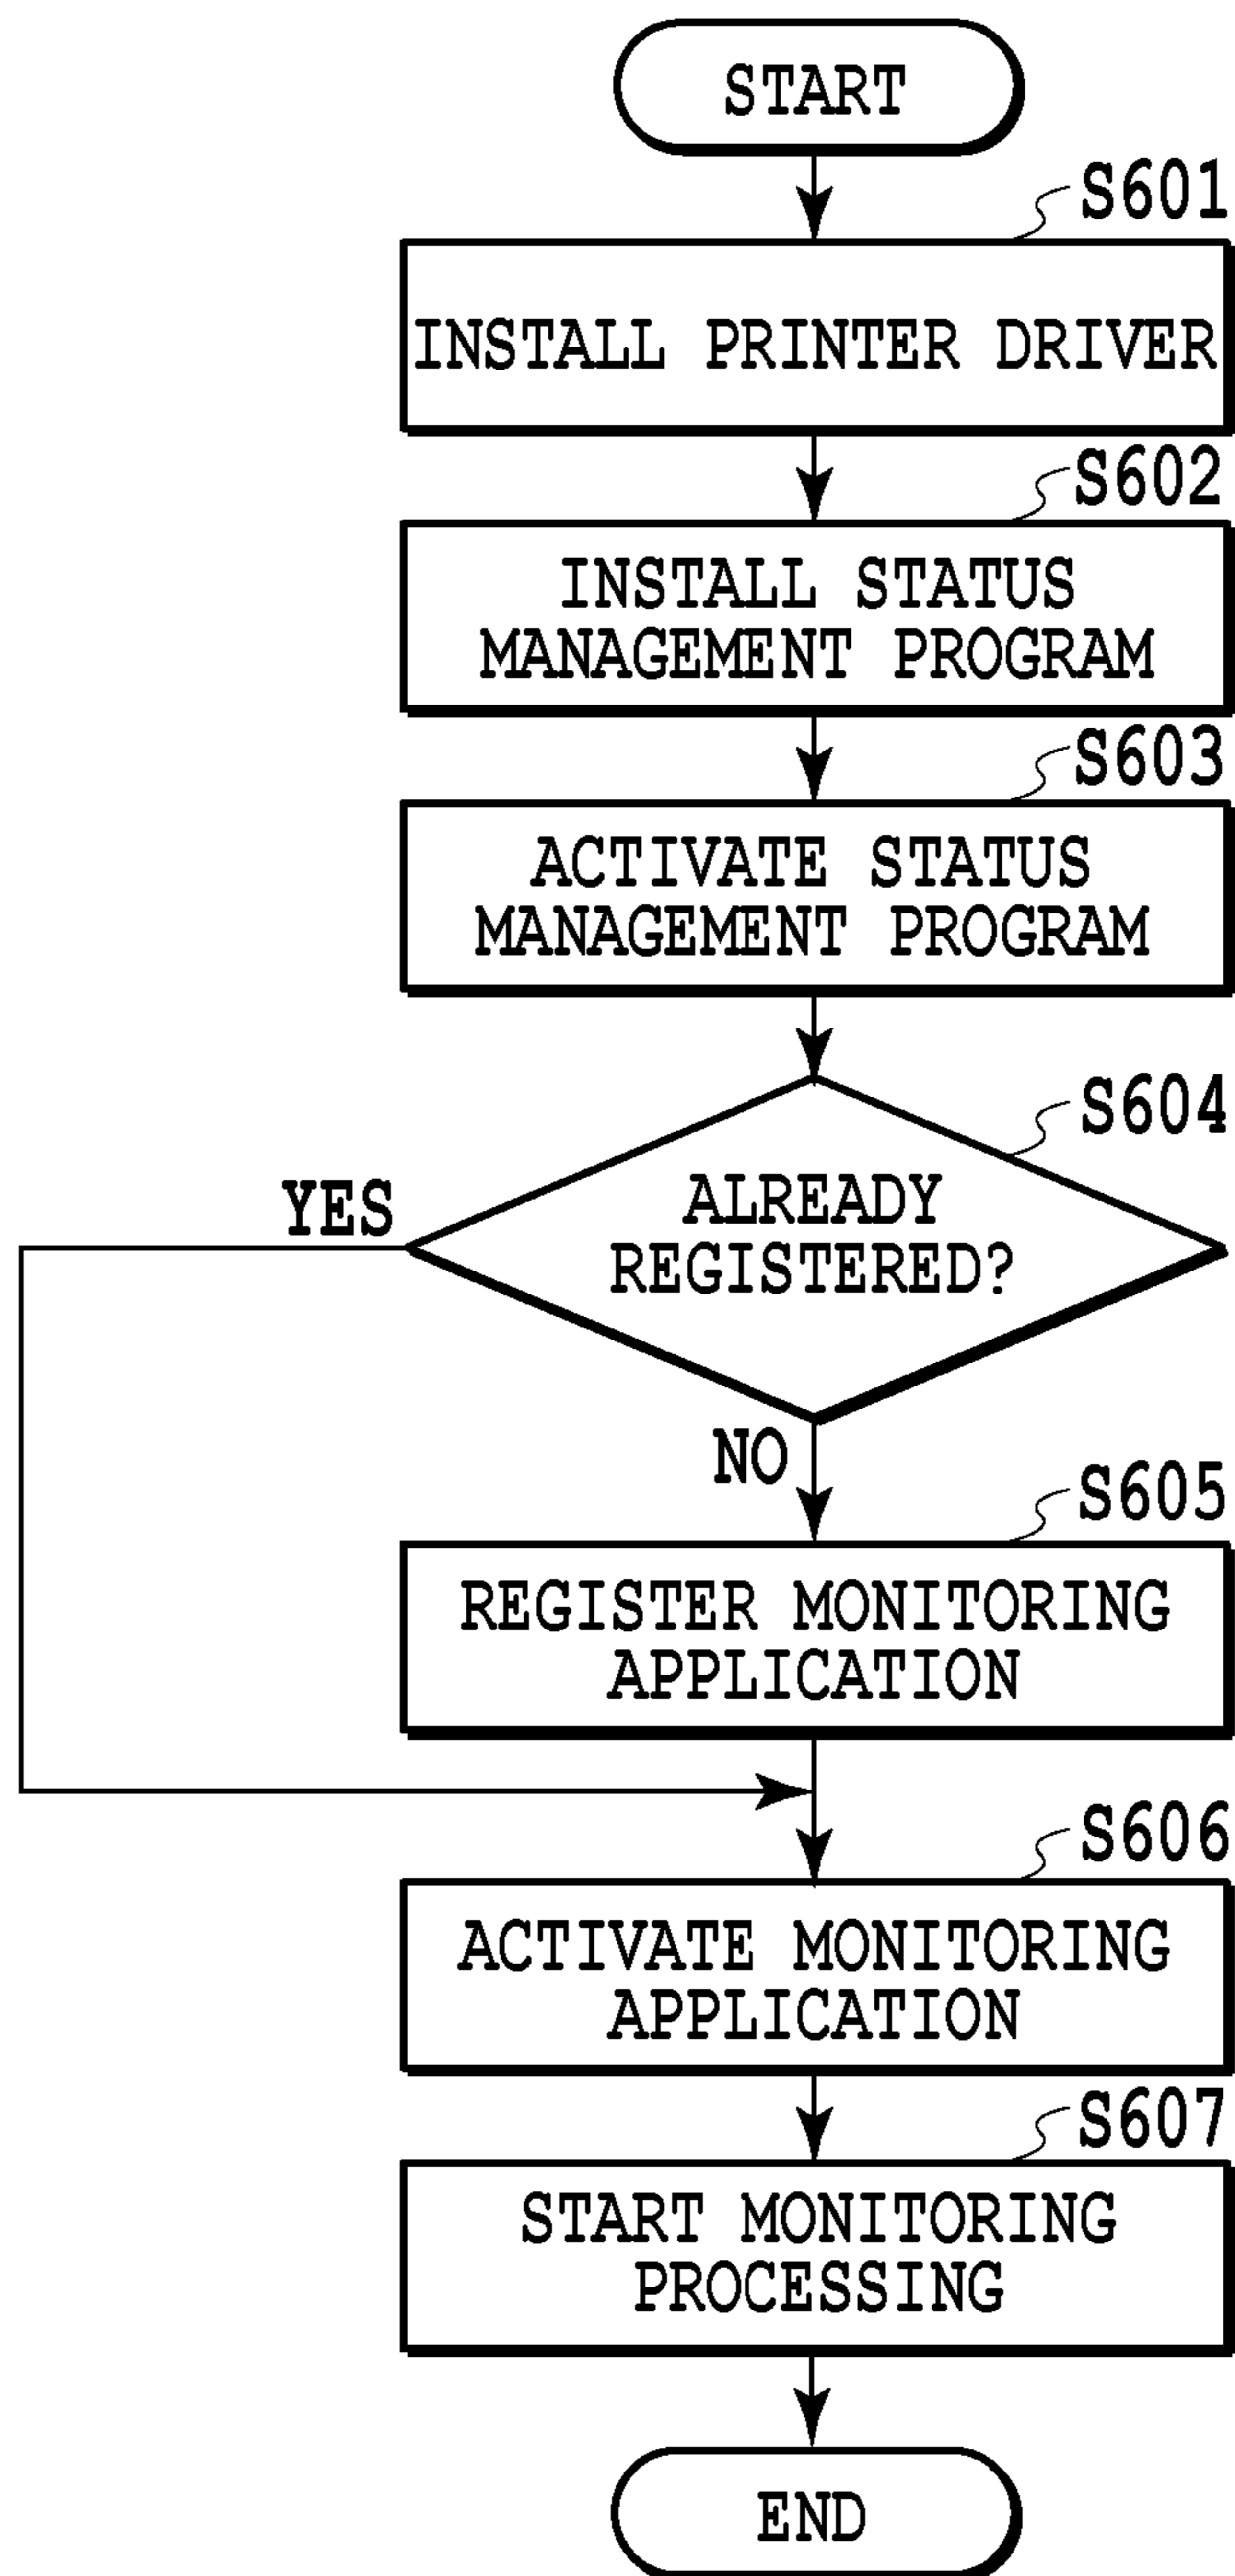 START
S601
INSTALL PRINTER DRIVER
S602
INSTALL STATUS
MANAGEMENT PROGRAM
S603
ACTIVATE STATUS
MANAGEMENT PROGRAM
S604
ALREADY
REGISTERED?
YES
NO
S605
REGISTER MONITORING
APPLICATION
S606
ACTIVATE MONITORING
APPLICATION
S607
START MONITORING
PROCESSING
END